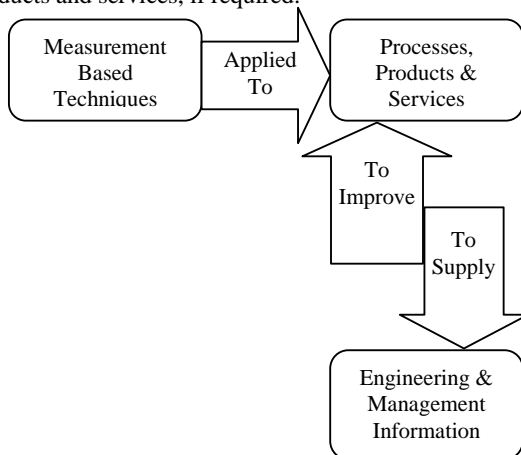 ducts and services, if required.
Measurement
Based
Techniques
Applied
To
Processes,
Products &
Services
To
Improve
To
Supply
Engineering &
Management
Information